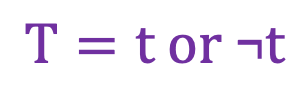 T = t or ¬t